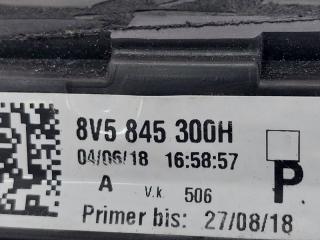 8V5 845 300H
04/06/18 16:58:57
A V.K 506 P
Primer bis: 27/08/18